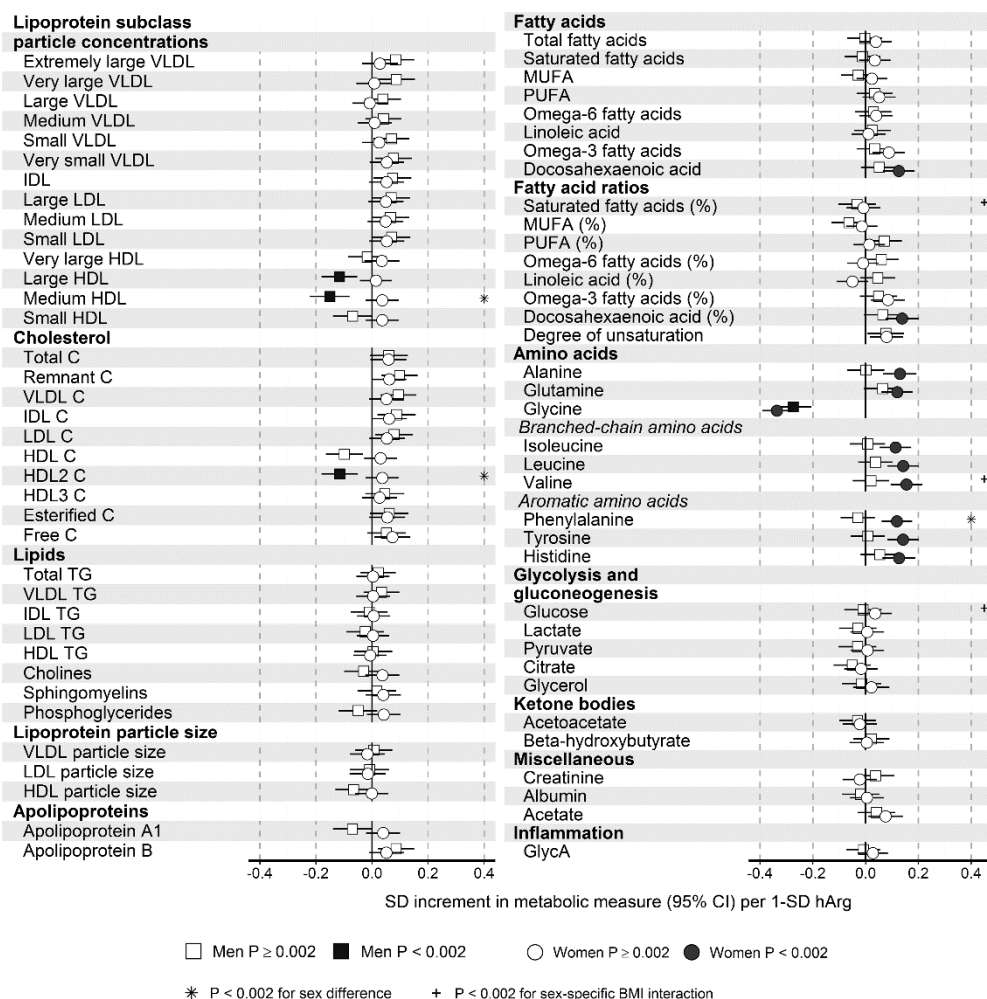 Lipoprotein subclass
particle concentrations
Extremely large VLDL
Very large VLDL
Large VLDL
Medium VLDL
Small VLDL
Very small VLDL
IDL
Large LDL
Medium LDL
Small LDL
Very large HDL
Large HDL
Medium HDL
Small HDL
Cholesterol
Total C
Remnant C
VLDL C
IDL C
LDL C
HDL C
HDL2 C
HDL3 C
Esterified C
Free C
Lipids
Total TG
VLDL TG
IDL TG
LDL TG
HDL TG
Cholines
Sphingomyelins
Phosphoglycerides
Lipoprotein particle size
VLDL particle size
LDL particle size
HDL particle size
Apolipoproteins
Apolipoprotein A1
Apolipoprotein B
-0.4 -0.2 0.0 0.2 0.4
Fatty acids
Total fatty acids
Saturated fatty acids
MUFA
PUFA
Omega-6 fatty acids
Linoleic acid
Omega-3 fatty acids
Docosahexaenoic acid
Fatty acid ratios
Saturated fatty acids (%)
MUFA (%)
PUFA (%)
Omega-6 fatty acids (%)
Linoleic acid (%)
Omega-3 fatty acids (%)
Docosahexaenoic acid (%)
Degree of unsaturation
Amino acids
Alanine
Glutamine
Glycine
Branched-chain amino acids
Isoleucine
Leucine
Valine
Aromatic amino acids
Phenylalanine
Tyrosine
Histidine
Glycolysis and
gluconeogenesis
Glucose
Lactate
Pyruvate
Citrate
Glycerol
Ketone bodies
Acetoacetate
Beta-hydroxybutyrate
Miscellaneous
Creatinine
Albumin
Acetate
Inflammation
GlycA
-0.4 -0.2 0.0 0.2 0.4
SD increment in metabolic measure (95% CI) per 1-SD hArg
Men P ≥ 0.002 Men P < 0.002 Women P ≥ 0.002 Women P < 0.002
* P < 0.002 for sex difference + P < 0.002 for sex-specific BMI interaction